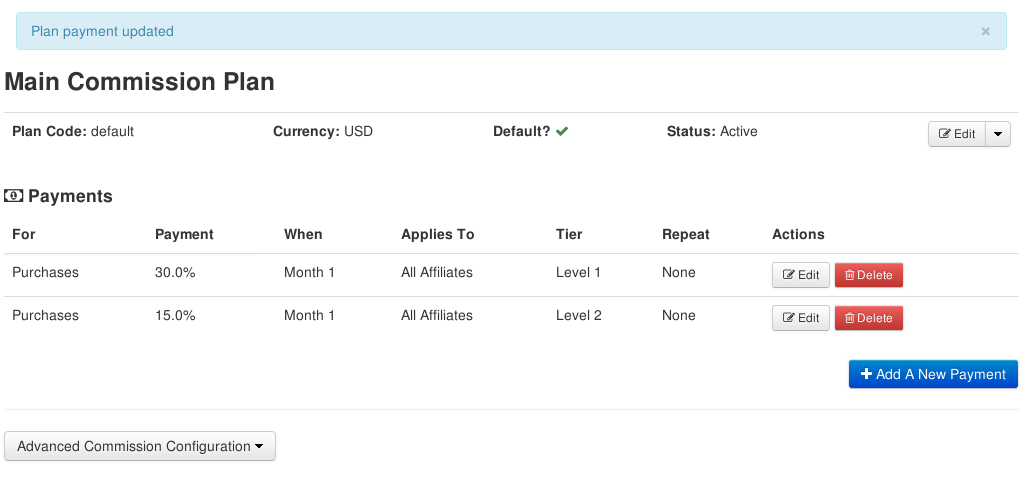 Plan payment updated ×
Main Commission Plan
Plan Code: default Currency: USD Default? Status: Active Edit
Payments
For Payment When Applies To Tier Repeat Actions
Purchases 30.0% Month 1 All Affiliates Level 1 None Edit Delete
Purchases 15.0% Month 1 All Affiliates Level 2 None Edit Delete
Add A New Payment
Advanced Commission Configuration